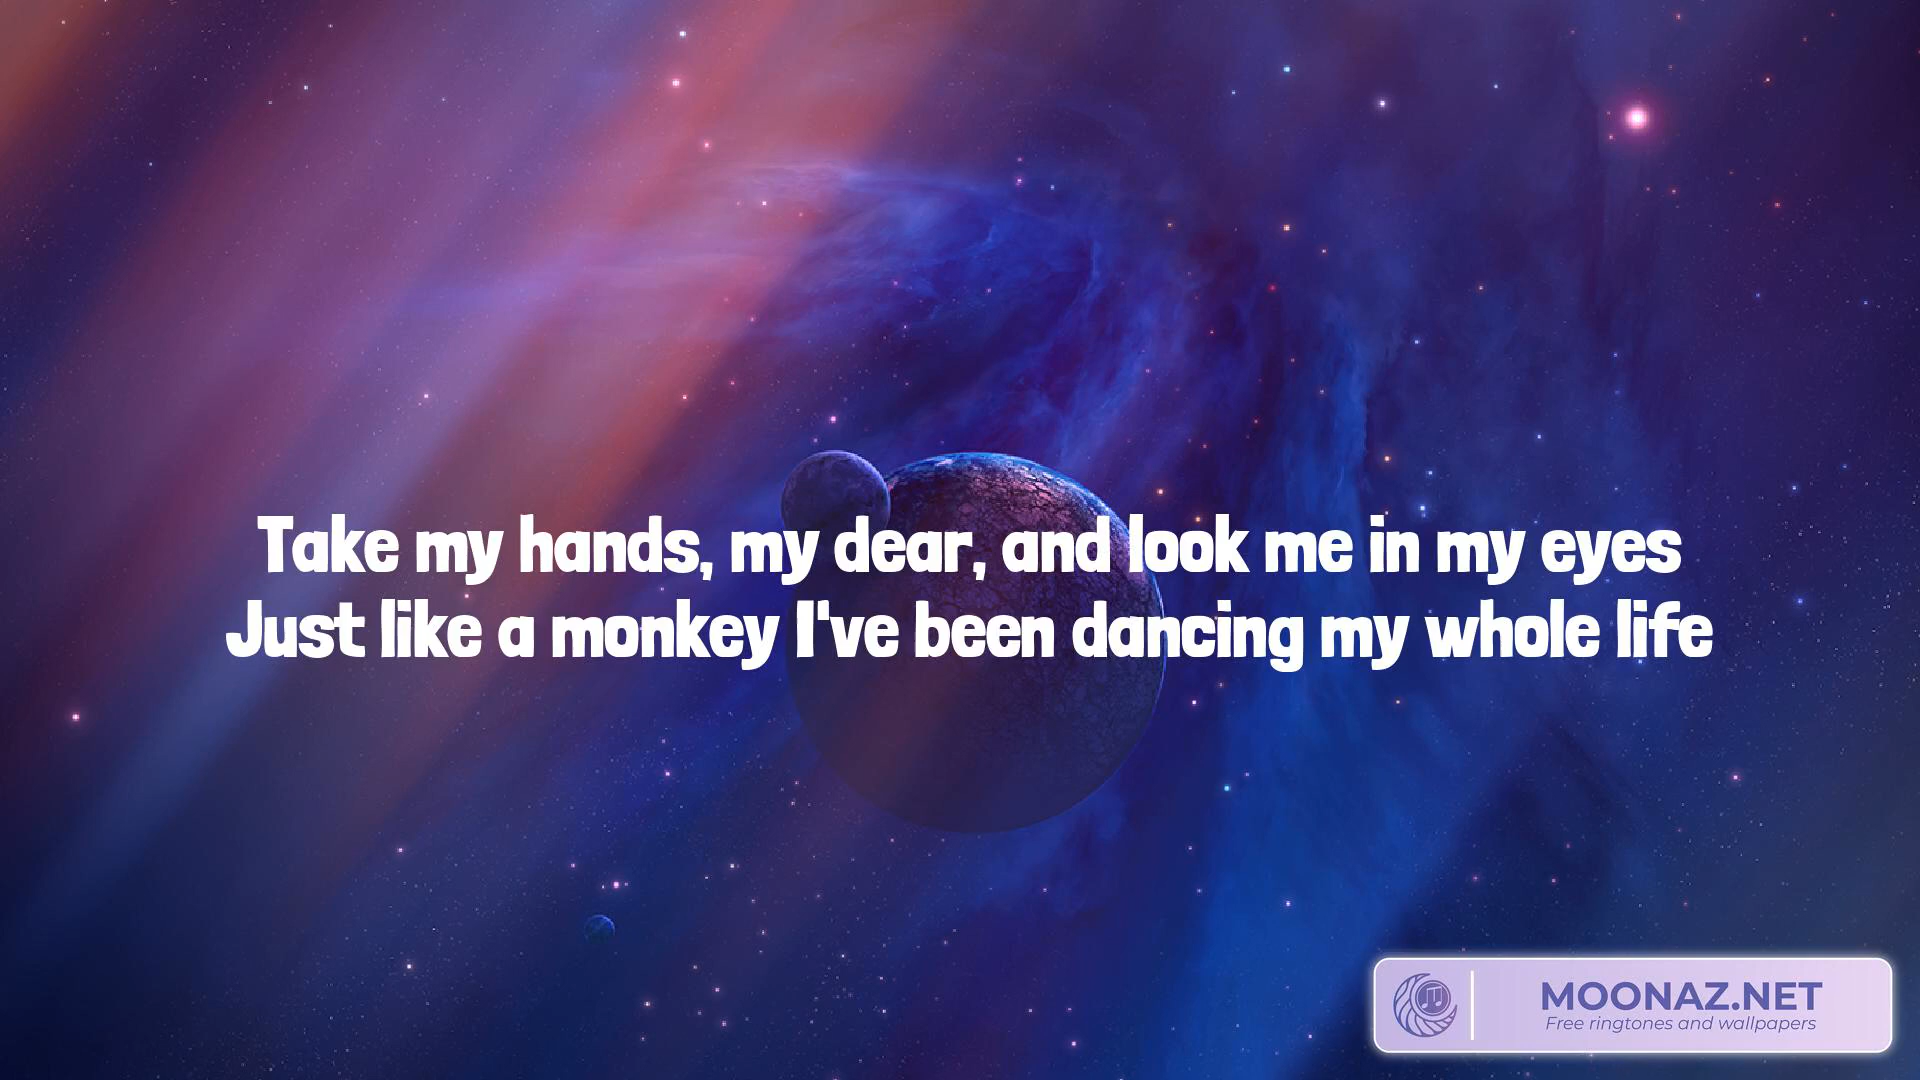 Take my hands, my dear, and look me in my eyes
Just like a monkey I've been dancing my whole life
MOONAZ.NET
Free ringtones and wallpapers